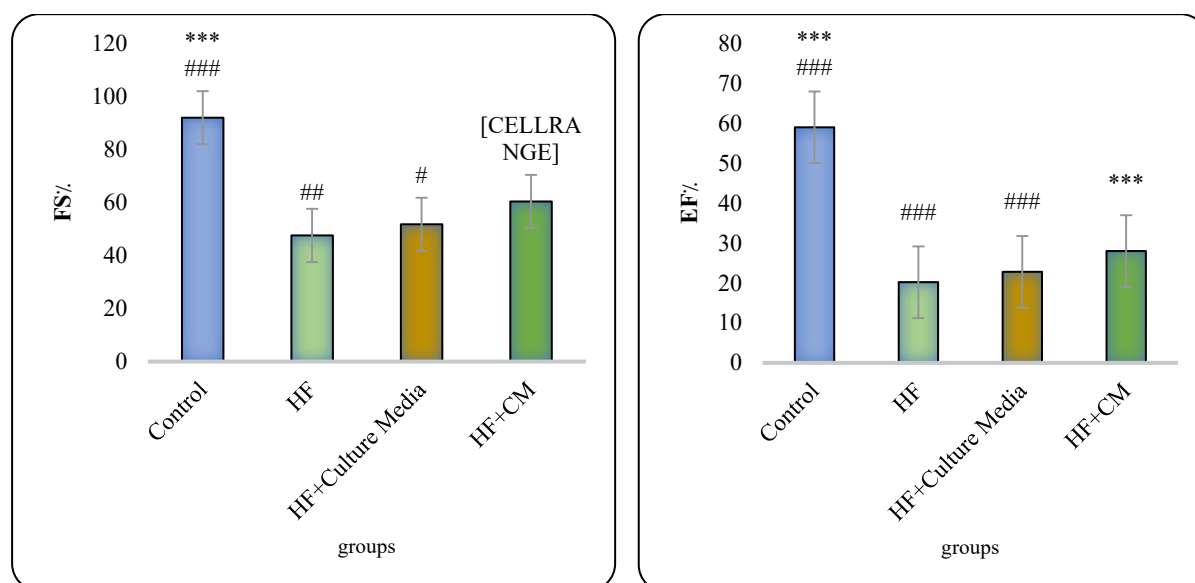 120
100
80
60
40
20
0
FS%
***
###
##
#
[CELLRA
NGE]
Control
HF
HF+Culture Media
HF+CM
groups
80
70
60
50
40
30
20
10
0
EF%
***
###
###
###
***
Control
HF
HF+Culture Media
HF+CM
groups